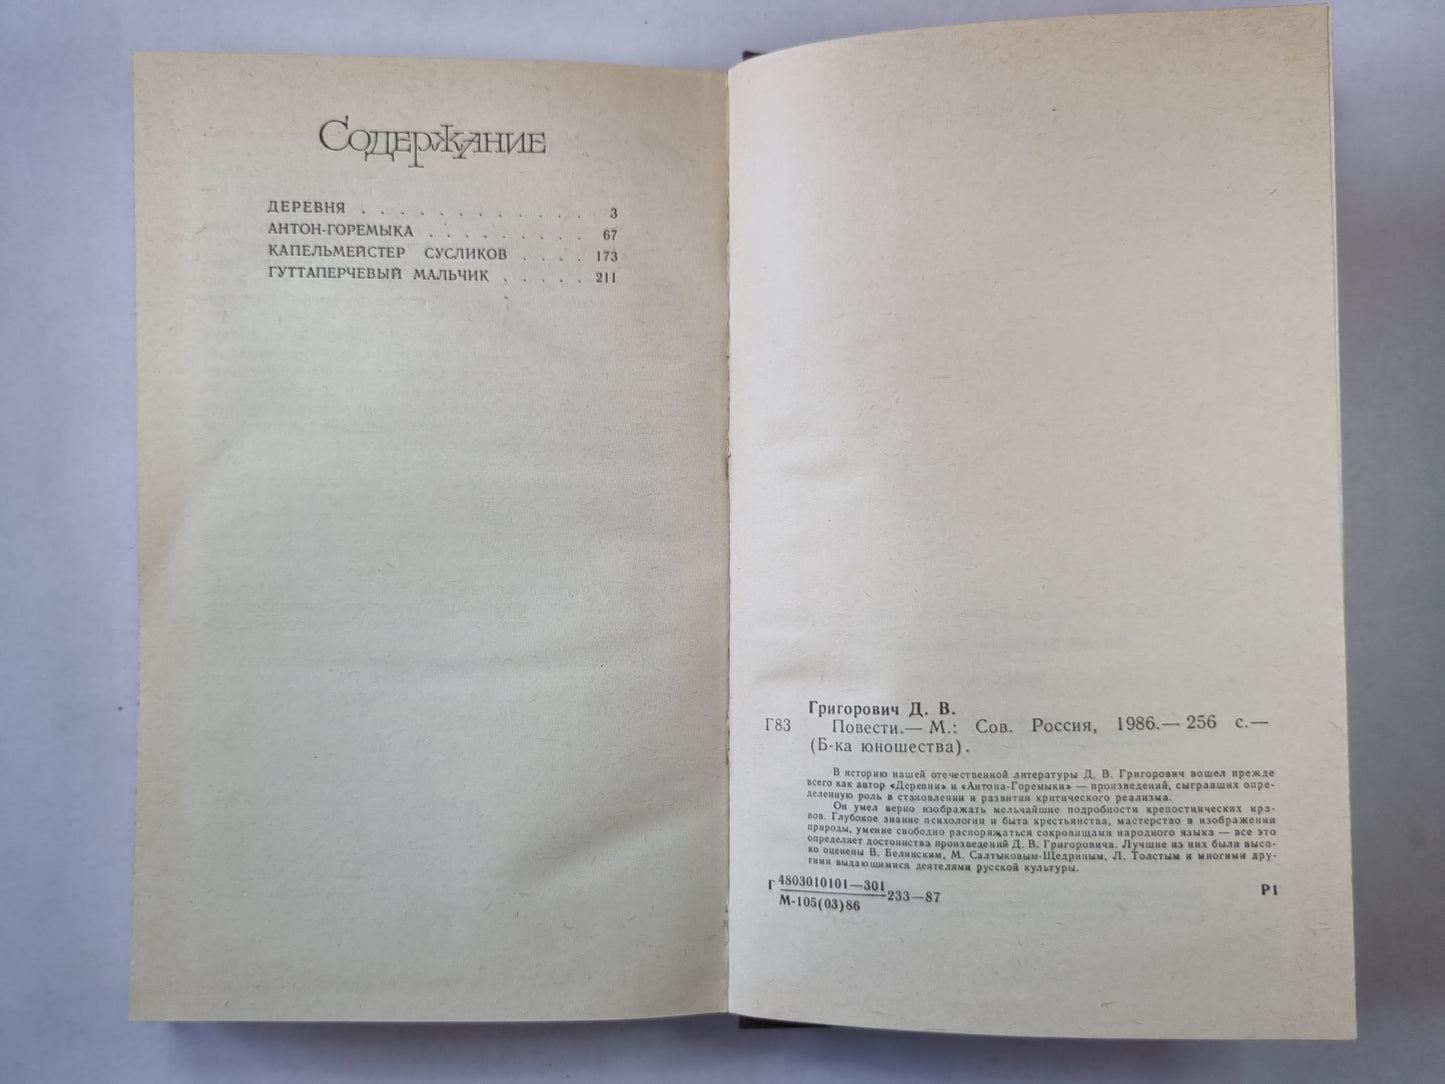 Содержание
ДЕРЕВНЯ . . . . . . . . . . . . 3
АНТОН-ГОРЕМЫКА . . . . . . . . . 67
КАПЕЛЬМЕЙСТЕР СУСЛИКОВ . . . . 173
ГУТТАПЕРЧЕВЫЙ МАЛЬЧИК . . . . . 211
Григорович Д. В.
Г83 Повести.— М.: Сов. Россия, 1986.— 256 с.—
(Б-ка юношества).
В историю нашей отечественной литературы Д. В. Григорович вошел прежде
всего как автор «Деревни» и «Антона-Горемыки» — произведений, сыгравших опре-
деленную роль в становлении и развитии критического реализма.
Он умел верно изображать мельчайшие подробности крепостнических нра-
вов. Глубокое знание психологии и быта крестьянства, мастерство в изображении
природы, умение свободно распоряжаться сокровищами народного языка — все это
определяет достоинства произведений Д. В. Григоровича. Лучшие из них были высо-
ко оценены В. Белинским, М. Салтыковым-Щедриным, Л. Толстым и многими дру-
гими выдающимися деятелями русской культуры.
Г 4803010101—301
М-105(03)86
233—87
Р1